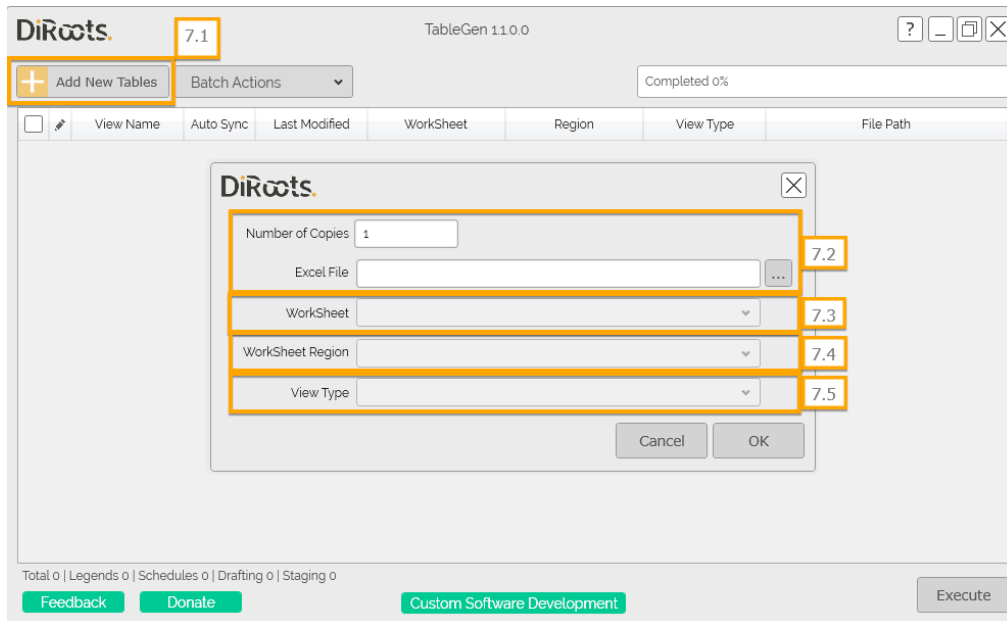 DiRoots.
7.1
TableGen 1.1.0.0
?
Add New Tables
Batch Actions
Completed 0%
View Name
Auto Sync
Last Modified
WorkSheet
Region
View Type
File Path
DiRoots.
Number of Copies
1
Excel File
...
7.2
WorkSheet
7.3
WorkSheet Region
7.4
View Type
7.5
Cancel
OK
Total 0 | Legends 0 | Schedules 0 | Drafting 0 | Staging 0
Feedback
Donate
Custom Software Development
Execute